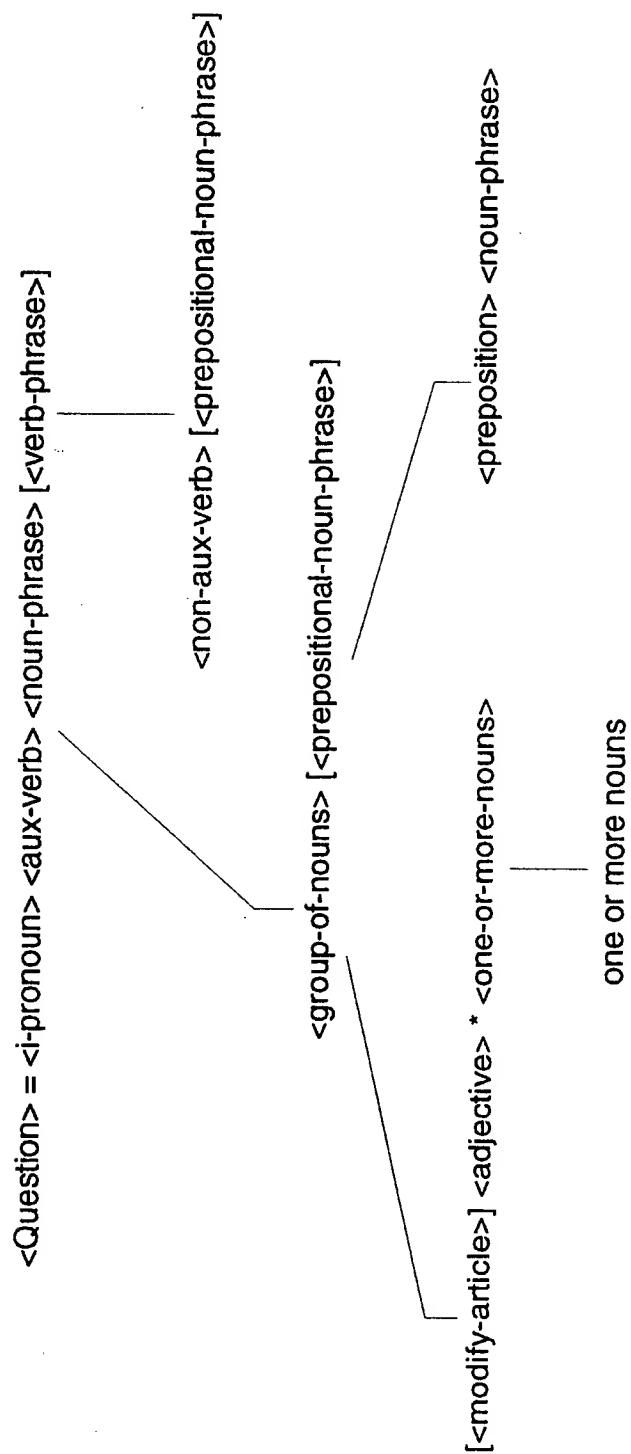 <Question> = <i-pronoun> <aux-verb> <noun-phrase> [<verb-phrase>]
<non-aux-verb> [<prepositional-noun-phrase>]
<group-of-nouns> [<prepositional-noun-phrase>]
<preposition> <noun-phrase>
[<modify-article>] <adjective> * <one-or-more-nouns>
one or more nouns